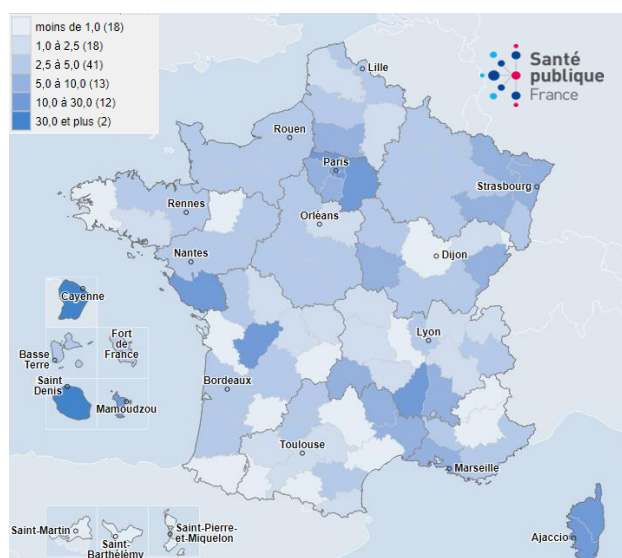 moins de 1,0 (18)
1,0 à 2,5 (18)
2,5 à 5,0 (41)
5,0 à 10,0 (13)
10,0 à 30,0 (12)
30,0 et plus (2)
Santé
publique
France
Lille
Rouen
Paris
Strasbourg
Rennes
Orléans
Dijon
Nantes
Cayenne
Lyon
Basse
Terre
Fort
de
France
Bordeaux
Saint
Denis
Mamoudzou
Toulouse
Marseille
Saint-Martin
Saint-
Barthélémy
Saint-Pierre-
et-Miquelon
Ajaccio